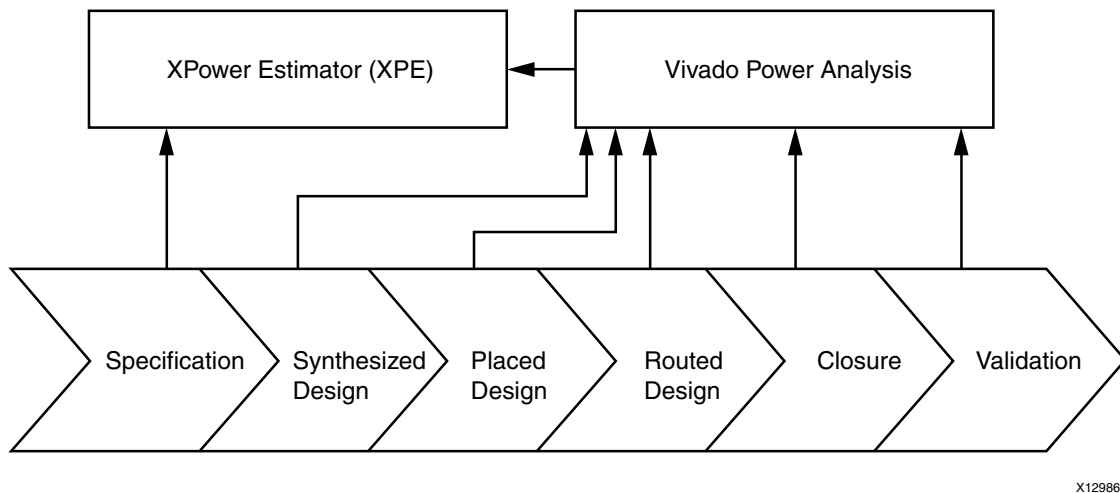 XPower Estimator (XPE)
Vivado Power Analysis
Specification
Synthesized
Design
Placed
Design
Routed
Design
Closure
Validation
X12986